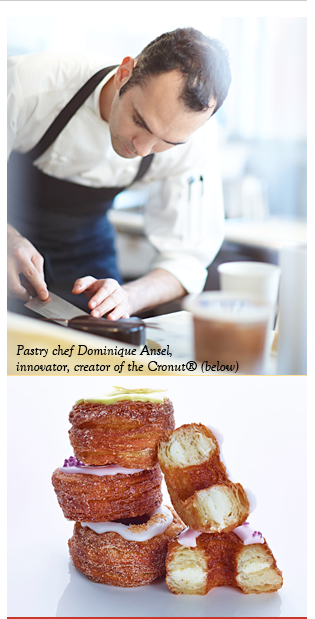 Pastry chef Dominique Ansel,
innovator, creator of the Cronut® (below)